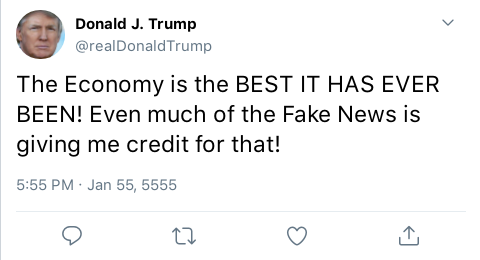 Donald J. Trump
@realDonaldTrump
The Economy is the BEST IT HAS EVER
BEEN! Even much of the Fake News is
giving me credit for that!
5:55 PM · Jan 55, 5555